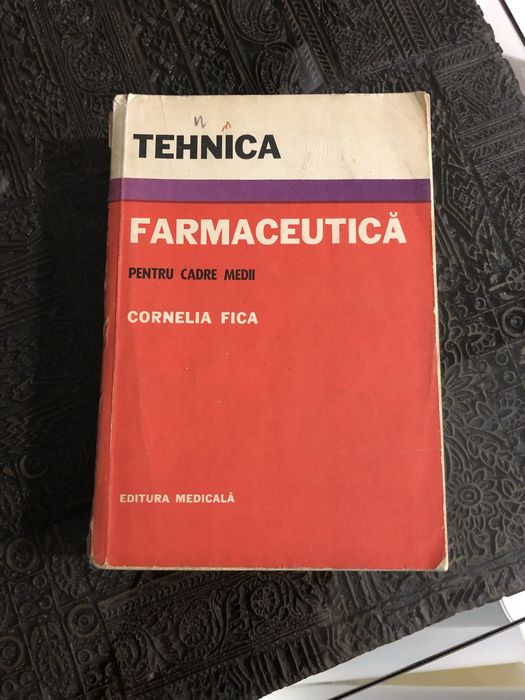 TEHNICA
FARMACEUTICĂ
PENTRU CADRE MEDII
CORNELIA FICA
EDITURA MEDICALĂ